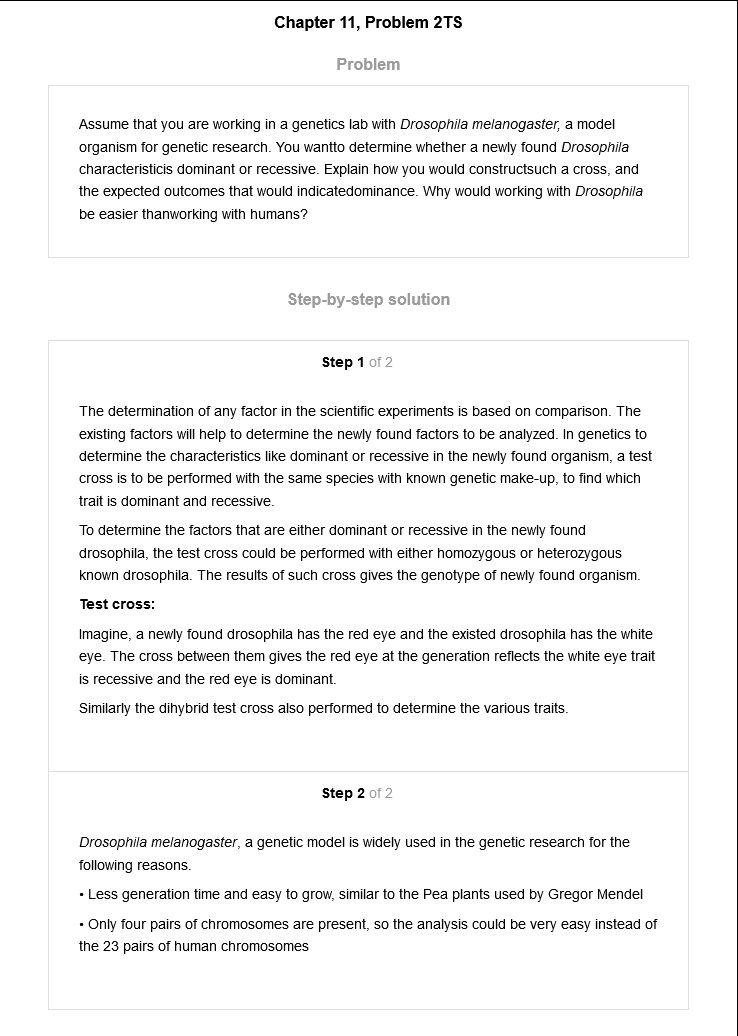 Chapter 11, Problem 2TS
Problem
Assume that you are working in a genetics lab with Drosophila melanogaster, a model
organism for genetic research. You wantto determine whether a newly found Drosophila
characteristicis dominant or recessive. Explain how you would constructsuch a cross, and
the expected outcomes that would indicatedominance. Why would working with Drosophila
be easier thanworking with humans?
Step-by-step solution
Step 1 of 2
The determination of any factor in the scientific experiments is based on comparison. The
existing factors will help to determine the newly found factors to be analyzed. In genetics to
determine the characteristics like dominant or recessive in the newly found organism, a test
cross is to be performed with the same species with known genetic make-up, to find which
trait is dominant and recessive.
To determine the factors that are either dominant or recessive in the newly found
drosophila, the test cross could be performed with either homozygous or heterozygous
known drosophila. The results of such cross gives the genotype of newly found organism.
Test cross:
Imagine, a newly found drosophila has the red eye and the existed drosophila has the white
eye. The cross between them gives the red eye at the generation reflects the white eye trait
is recessive and the red eye is dominant.
Similarly the dihybrid test cross also performed to determine the various traits.
Step 2 of 2
Drosophila melanogaster, a genetic model is widely used in the genetic research for the
following reasons.
• Less generation time and easy to grow, similar to the Pea plants used by Gregor Mendel
• Only four pairs of chromosomes are present, so the analysis could be very easy instead of
the 23 pairs of human chromosomes